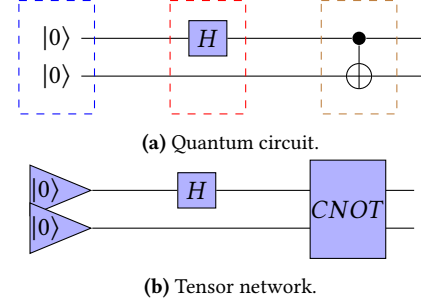 |0⟩ H
|0⟩
(a) Quantum circuit.
|0⟩ H CNOT
|0⟩
(b) Tensor network.